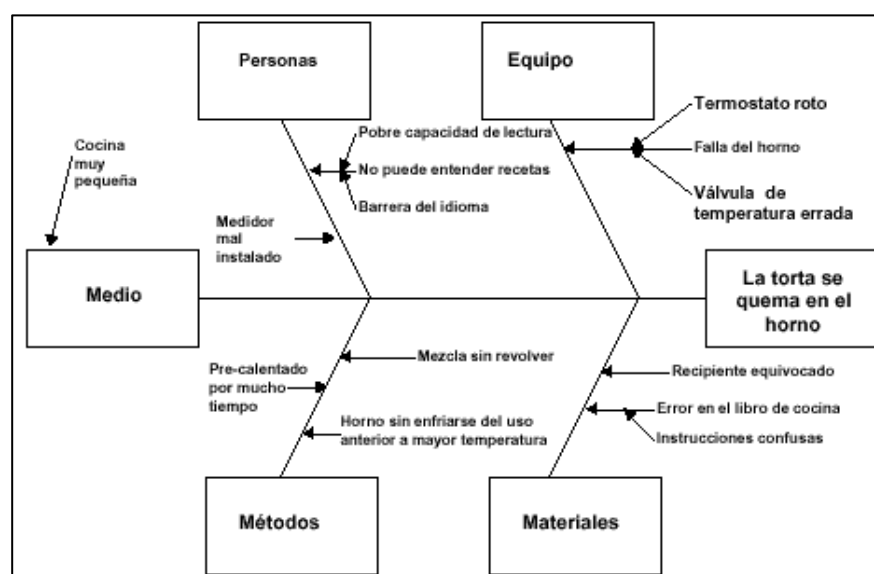 Personas
Equipo
Termostato roto
Pobre capacidad de lectura
Cocina
muy
pequeña
Falla del horno
No puede entender recetas
Válvula de
temperatura errada
Barrera del idioma
Medidor
mal
instalado
Medio
La torta se
quema en el
horno
Mezcla sin revolver
Pre-calentado
por mucho
tiempo
Recipiente equivocado
Error en el libro de cocina
Horno sin enfriarse del uso
anterior a mayor temperatura
Instrucciones confusas
Métodos
Materiales